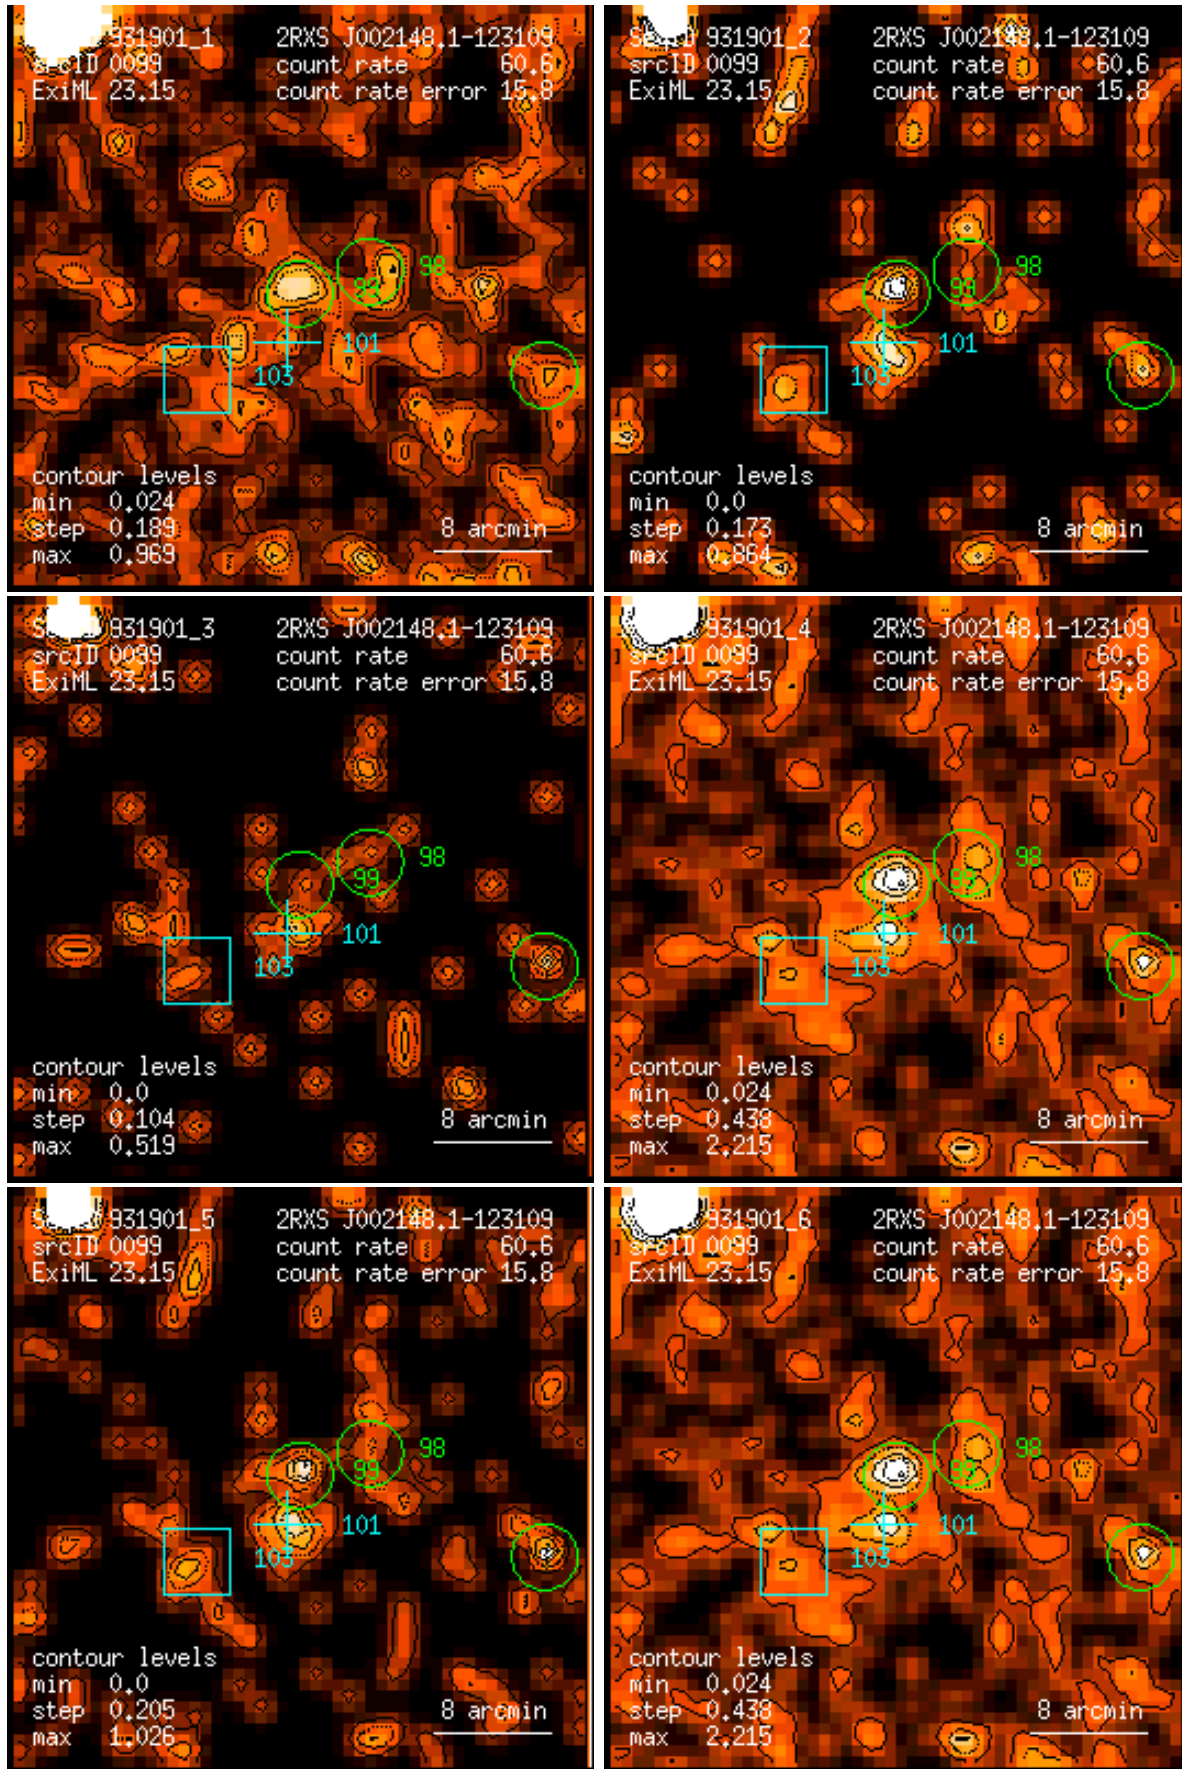 931901_1 2RXS J002148.1-123109
srcID 0099 count rate 60.6
ExiML 23.15 count rate error 15.8
98
99
101
103
contour levels
min 0.024
step 0.189 8 arcmin
max 0.969
931901_2 2RXS J002148.1-123109
srcID 0099 count rate 60.6
ExiML 23.15 count rate error 15.8
98
99
101
103
contour levels
min 0.0
step 0.173 8 arcmin
max 0.864
931901_3 2RXS J002148.1-123109
srcID 0099 count rate 60.6
ExiML 23.15 count rate error 15.8
98
99
101
103
contour levels
min 0.0
step 0.104 8 arcmin
max 0.519
931901_4 2RXS J002148.1-123109
srcID 0099 count rate 60.6
ExiML 23.15 count rate error 15.8
98
99
101
103
contour levels
min 0.024
step 0.438 8 arcmin
max 2.215
931901_5 2RXS J002148.1-123109
srcID 0099 count rate 60.6
ExiML 23.15 count rate error 15.8
98
99
101
103
contour levels
min 0.0
step 0.205 8 arcmin
max 1.026
931901_6 2RXS J002148.1-123109
srcID 0099 count rate 60.6
ExiML 23.15 count rate error 15.8
98
99
101
103
contour levels
min 0.024
step 0.438 8 arcmin
max 2.215